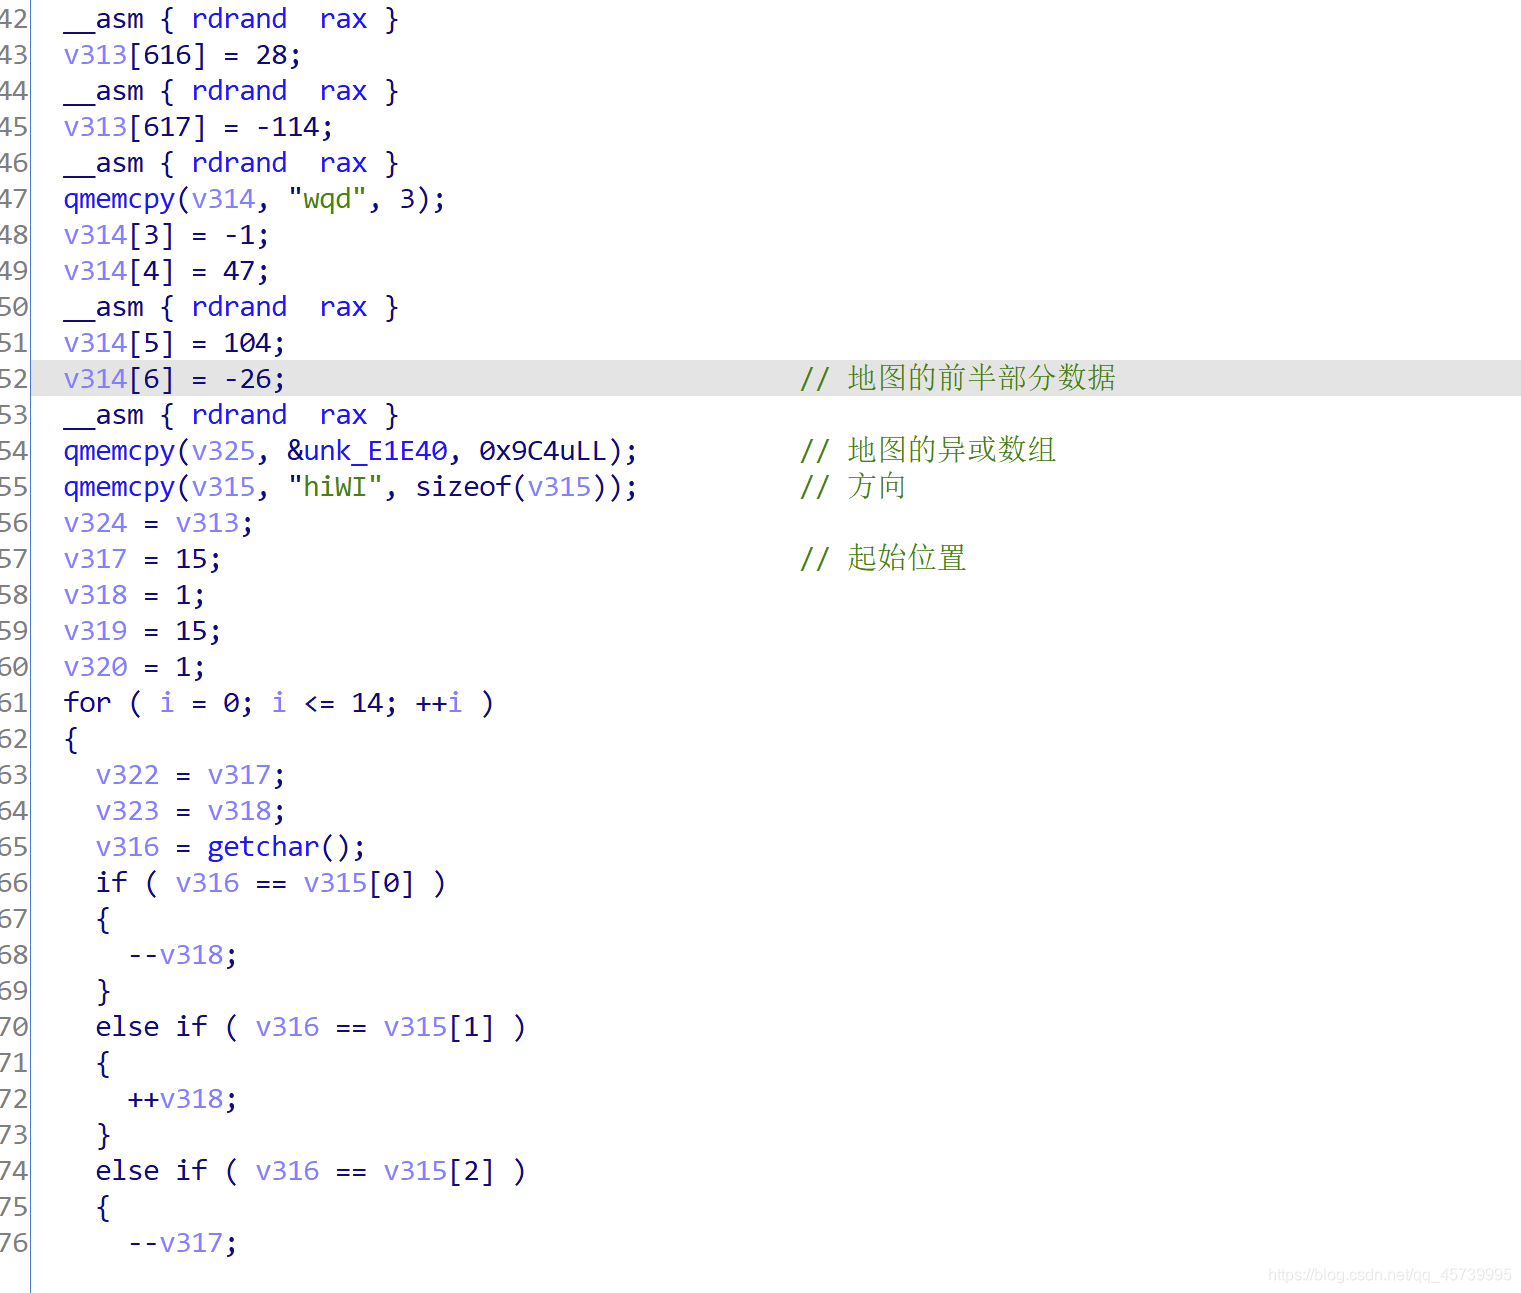 42 __asm { rdrand  rax }
43 v313[616] = 28;
44 __asm { rdrand  rax }
45 v313[617] = -114;
46 __asm { rdrand  rax }
47 qmemcpy(v314, "wqd", 3);
48 v314[3] = -1;
49 v314[4] = 47;
50 __asm { rdrand  rax }
51 v314[5] = 104;
52 v314[6] = -26; // 地图的前半部分数据
53 __asm { rdrand  rax }
54 qmemcpy(v325, &unk_E1E40, 0x9C4uLL); // 地图的异或数组
55 qmemcpy(v315, "hiWI", sizeof(v315)); // 方向
56 v324 = v313;
57 v317 = 15; // 起始位置
58 v318 = 1;
59 v319 = 15;
60 v320 = 1;
61 for ( i = 0; i <= 14; ++i )
62 {
63 v322 = v317;
64 v323 = v318;
65 v316 = getchar();
66 if ( v316 == v315[0] )
67 {
68 --v318;
69 }
70 else if ( v316 == v315[1] )
71 {
72 ++v318;
73 }
74 else if ( v316 == v315[2] )
75 {
76 --v317;
https://blog.csdn.net/qq_45739995